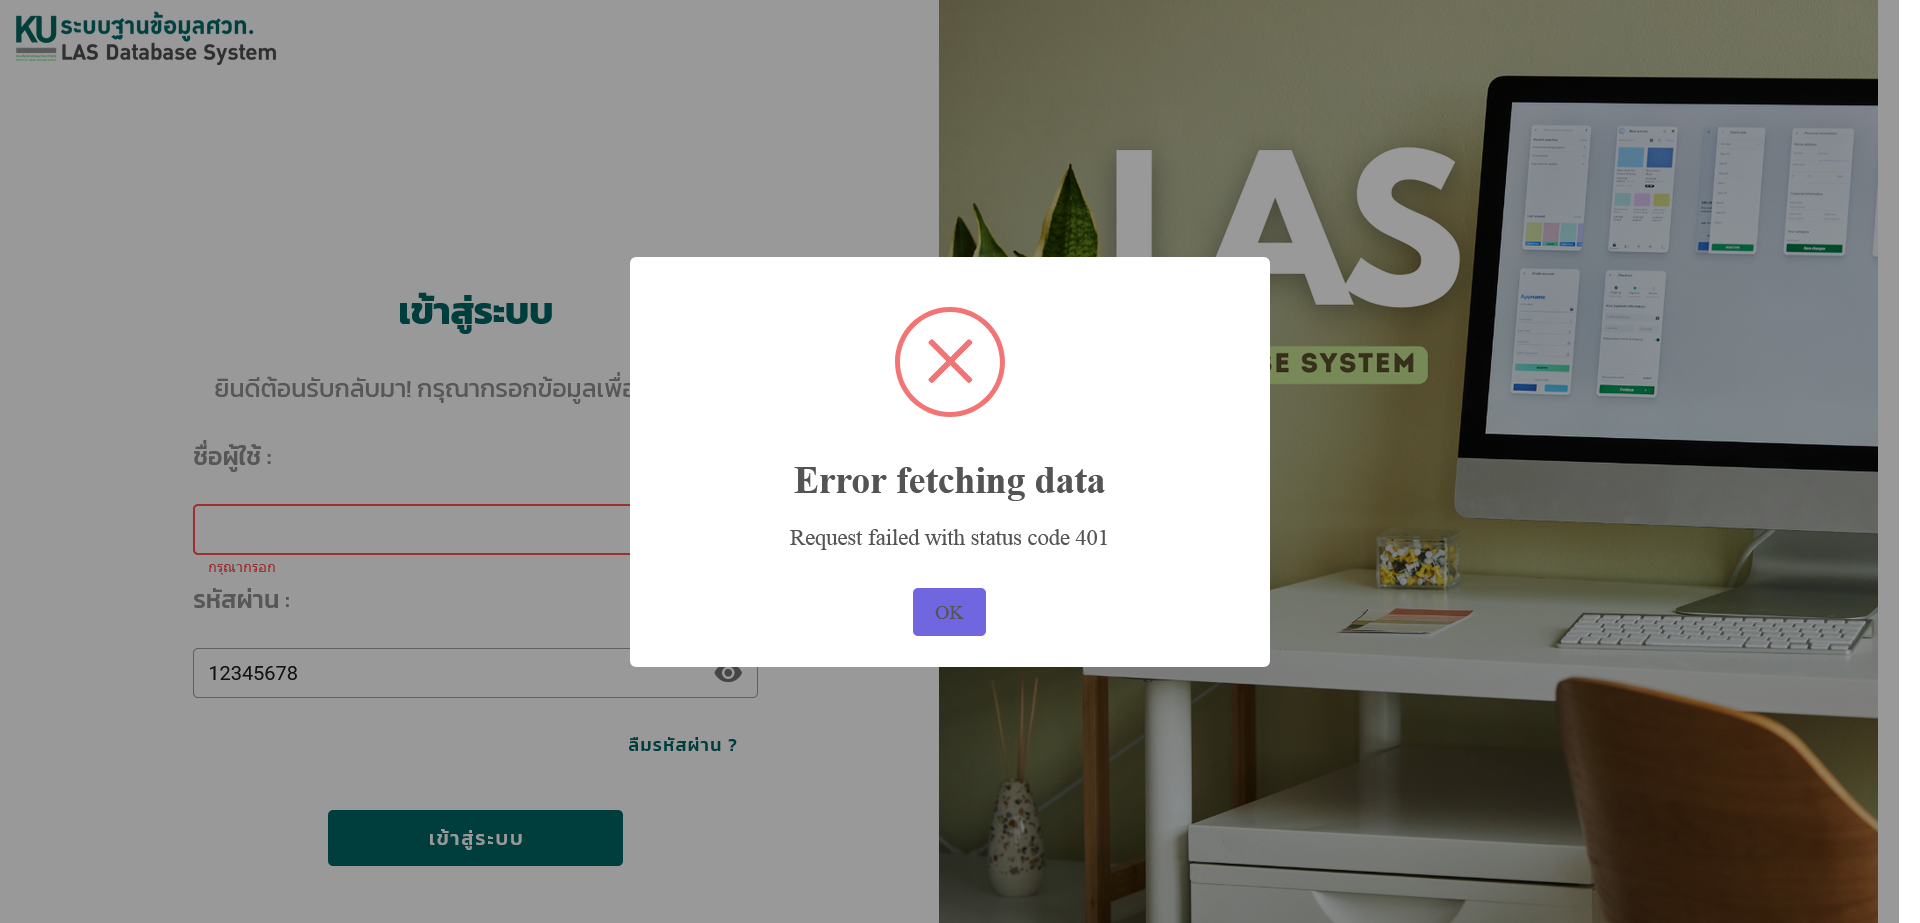 KU ระบบฐานข้อมูลศวท.
LAS Database System
เข้าสู่ระบบ
ยินดีต้อนรับกลับมา! กรุณากรอกข้อมูลเพื่อ
ชื่อผู้ใช้ :
กรุณากรอก
รหัสผ่าน :
12345678
ลืมรหัสผ่าน ?
เข้าสู่ระบบ
LAS
SE SYSTEM
Error fetching data
Request failed with status code 401
OK